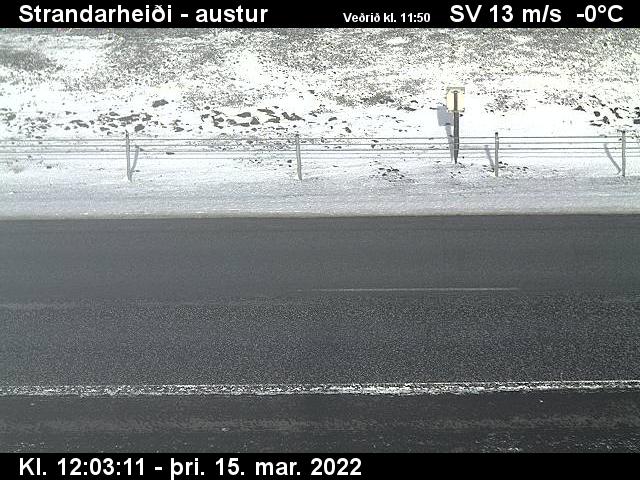 Strandarheiði - austur Veðrið kl. 11:50 SV 13 m/s -0°C
Kl. 12:03:11 - þri. 15. mar. 2022